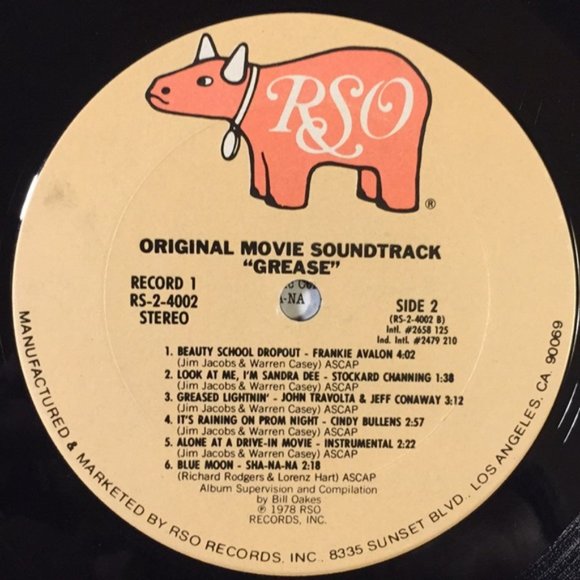 RSO
®
ORIGINAL MOVIE SOUNDTRACK
"GREASE"
RECORD 1
RS-2-4002
STEREO
-NA
SIDE 2
(RS-2-4002 B)
Intl. #2658 125
Ind. Intl. #2479 210
1. BEAUTY SCHOOL DROPOUT - FRANKIE AVALON 4:02
(Jim Jacobs & Warren Casey) ASCAP
2. LOOK AT ME, I'M SANDRA DEE - STOCKARD CHANNING 1:38
(Jim Jacobs & Warren Casey) ASCAP
3. GREASED LIGHTNIN' - JOHN TRAVOLTA & JEFF CONAWAY 3:12
(Jim Jacobs & Warren Casey) ASCAP
4. IT'S RAINING ON PROM NIGHT - CINDY BULLENS 2:57
(Jim Jacobs & Warren Casey) ASCAP
5. ALONE AT A DRIVE-IN MOVIE - INSTRUMENTAL 2:22
(Jim Jacobs & Warren Casey) ASCAP
6. BLUE MOON - SHA-NA-NA 2:18
(Richard Rodgers & Lorenz Hart) ASCAP
Album Supervision and Compilation
by Bill Oakes
℗ 1978 RSO
RECORDS, INC.
MANUFACTURED & MARKETED BY RSO RECORDS, INC., 8335 SUNSET BLVD., LOS ANGELES, CA. 90069